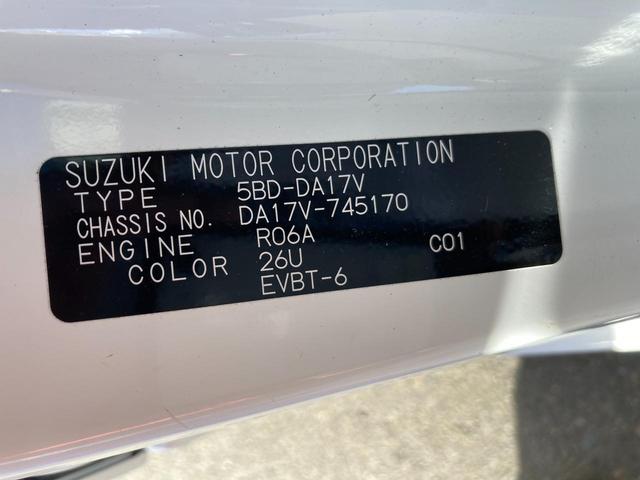 SUZUKI MOTOR CORPORATION
TYPE 5BD-DA17V
CHASSIS NO. DA17V-745170
ENGINE R06A C01
COLOR 26U
EVBT-6